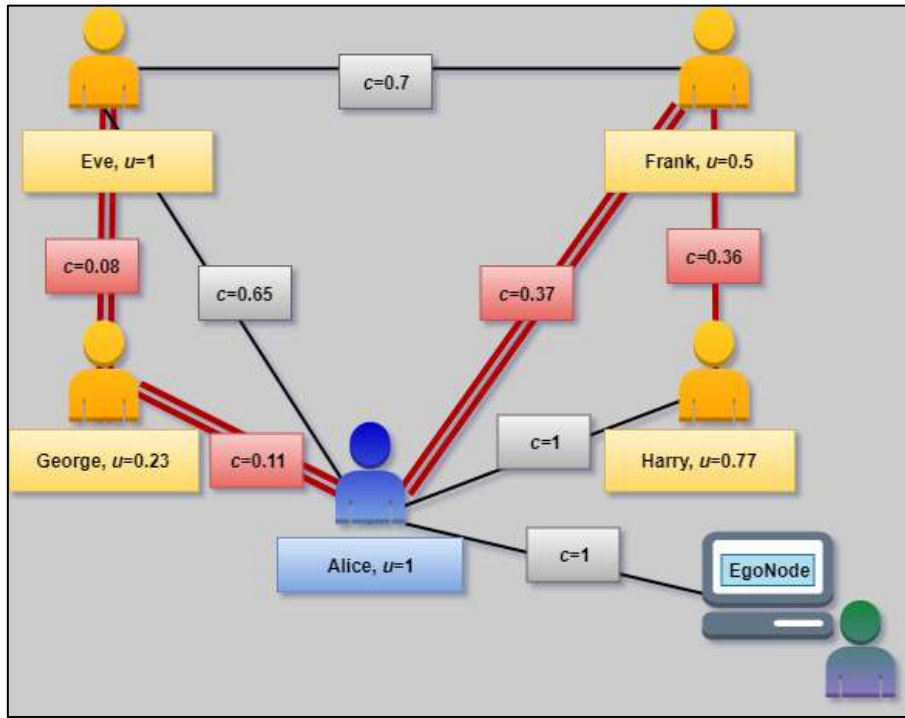 c=0.7
Eve, u=1
Frank, u=0.5
c=0.08
c=0.36
c=0.65
c=0.37
George, u=0.23
c=0.11
c=1
Harry, u=0.77
Alice, u=1
c=1
EgoNode